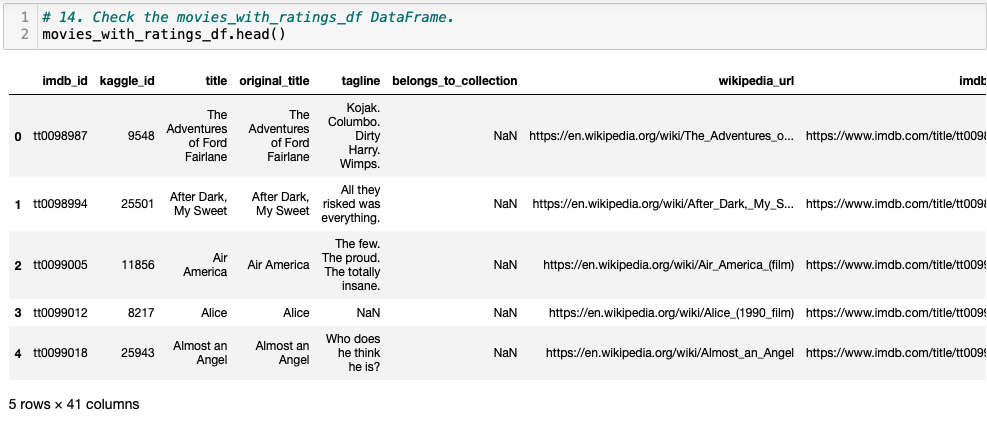 1 # 14. Check the movies_with_ratings_df DataFrame.
2 movies_with_ratings_df.head()
imdb_id kaggle_id title original_title tagline belongs_to_collection wikipedia_url imdb
0 tt0098987 9548 The Adventures of Ford Fairlane The Adventures of Ford Fairlane Kojak. Columbo. Dirty Harry. Wimps. NaN https://en.wikipedia.org/wiki/The_Adventures_o... https://www.imdb.com/title/tt0098
1 tt0098994 25501 After Dark, My Sweet After Dark, My Sweet All they risked was everything. NaN https://en.wikipedia.org/wiki/After_Dark,_My_S... https://www.imdb.com/title/tt0098
2 tt0099005 11856 Air America Air America The few. The proud. The totally insane. NaN https://en.wikipedia.org/wiki/Air_America_(film) https://www.imdb.com/title/tt0099
3 tt0099012 8217 Alice Alice NaN NaN https://en.wikipedia.org/wiki/Alice_(1990_film) https://www.imdb.com/title/tt0099
4 tt0099018 25943 Almost an Angel Almost an Angel Who does he think he is? NaN https://en.wikipedia.org/wiki/Almost_an_Angel https://www.imdb.com/title/tt0099
5 rows × 41 columns